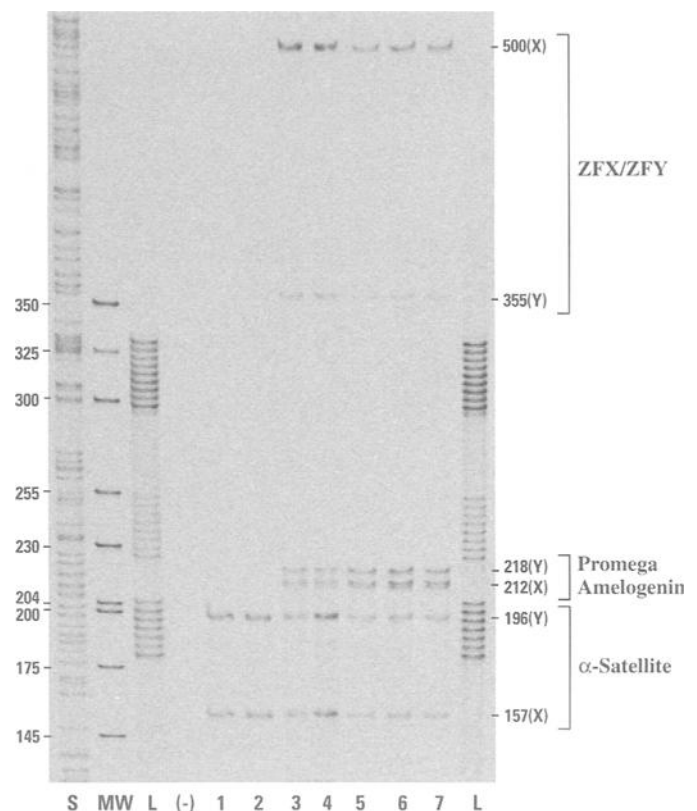 500(X)
ZFX/ZFY
355(Y)
350
325
300
255
230
218(Y)
Promega
212(X)
Amelogenin
204
200
196(Y)
175
α-Satellite
157(X)
145
S MW L (-) 1 2 3 4 5 6 7 L